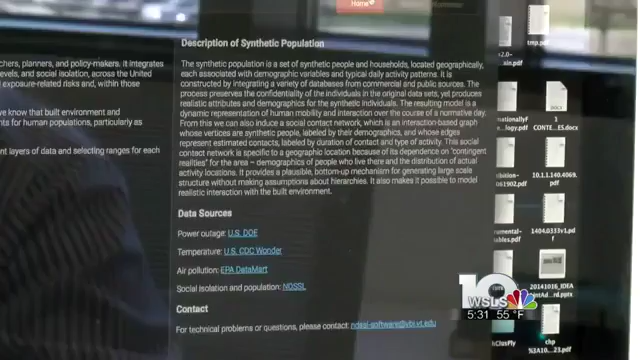 Home
chers, planners, and policy-makers. It integrates
evels, and social isolation, across the United
exposure-related risks and, within those
ve know that built environment and
nts for human populations, particularly as
nt layers of data and selecting ranges for each
Description of Synthetic Population
The synthetic population is a set of synthetic people and households, located geographically,
each associated with demographic variables and typical daily activity patterns. It is
constructed by integrating a variety of databases from commercial and public sources. The
process preserves the confidentiality of the individuals in the original data sets, yet produces
realistic attributes and demographics for the synthetic individuals. The resulting model is a
dynamic representation of human mobility and interaction over the course of a normative day.
From this we can also induce a social contact network, which is an interaction graph
whose vertices are synthetic people, labeled by their demographics, and whose edges
represent estimated contacts, labeled by duration of contact and type of activity. This social
contact network is specific to a geographic location because of its dependence on "contingent
realities" for the area – demographics of people who live there and the distribution of actual
activity locations. It provides a plausible, bottom-up mechanism for generating large scale
structure without making assumptions about hierarchies. It also makes it possible to model
realistic interaction with the built environment.
Data Sources
Power outage: U.S. DOE
Temperature: U.S. CDC Wonder
Air pollution: EPA DataMart
Social isolation and population: NDSSL
Contact
For technical problems or questions, please contact: ndssl-software@vbi.vt.edu
tmp.pdf
DOCX
1
CONTE...ES.docx
10.1.1.140.4069.
pdf
1404.0333v1.pd
f
20141016_IDEA
thp
10
WSLS
5:31 55 °F